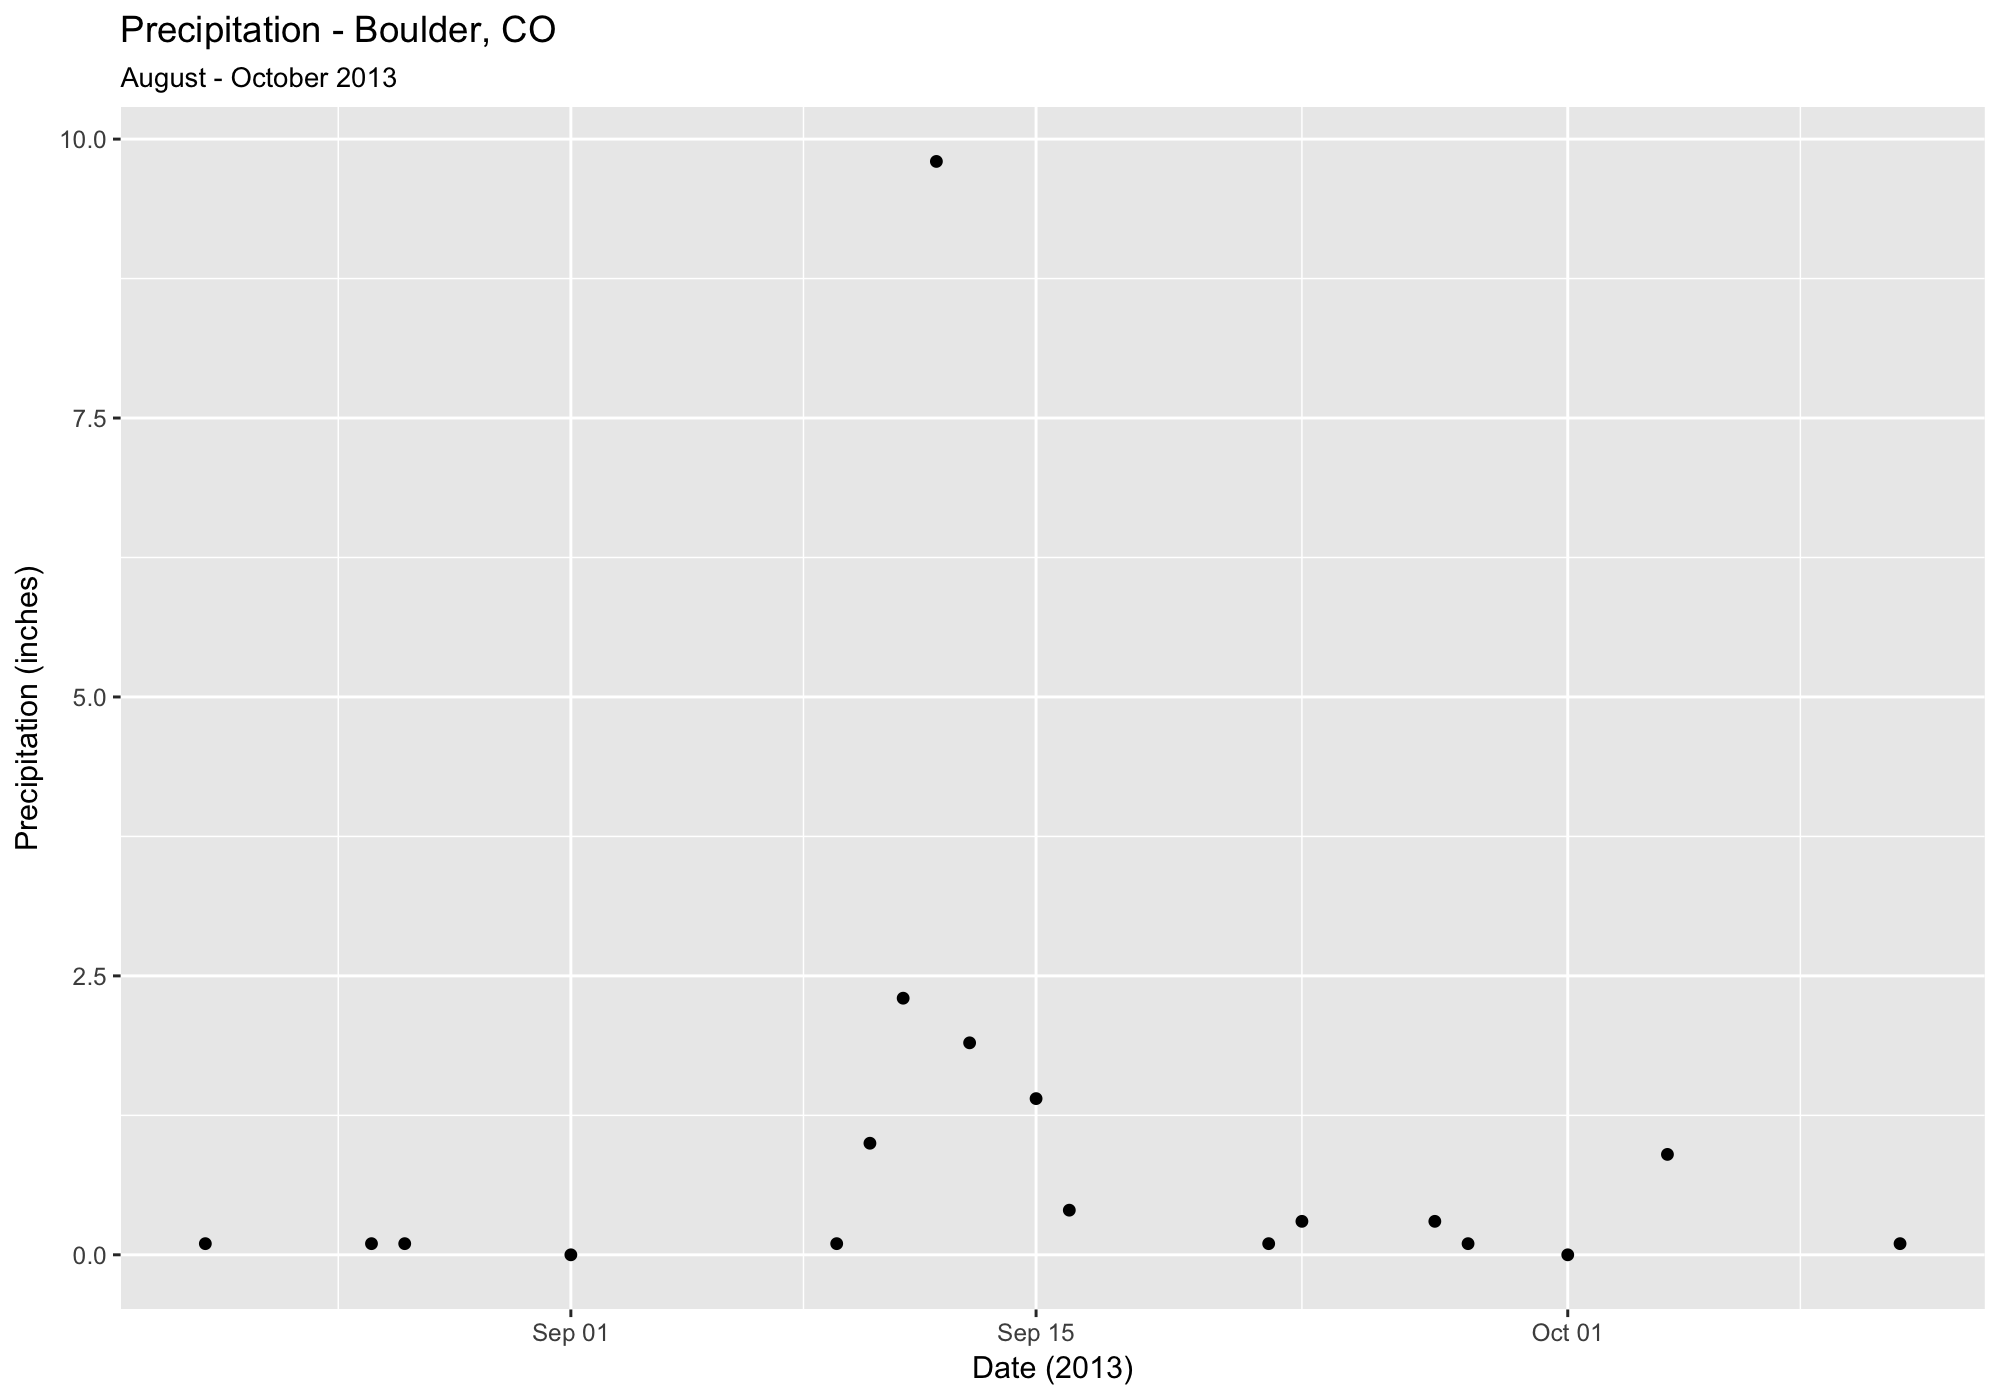 Precipitation - Boulder, CO
August - October 2013
10.0
7.5
5.0
2.5
0.0
Precipitation (inches)
Sep 01
Sep 15
Oct 01
Date (2013)